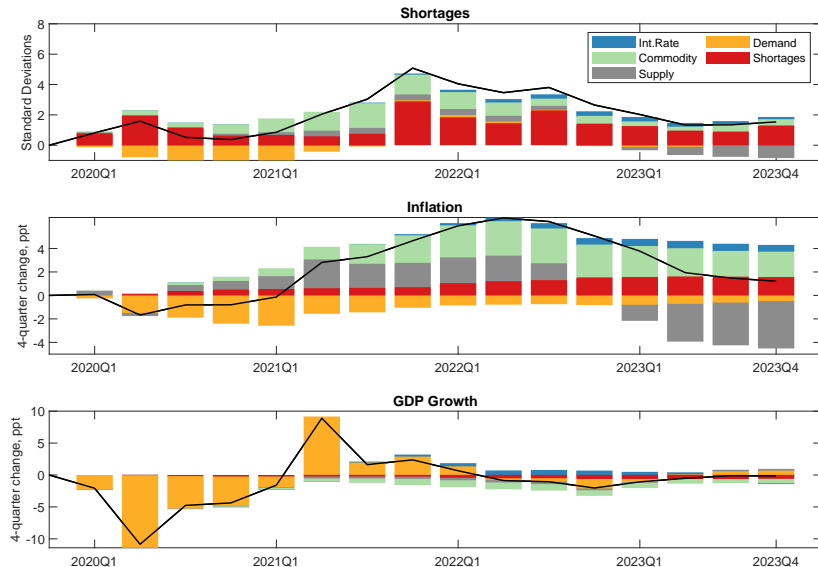 Shortages
8
6
4
2
0
Standard Deviations
Int.Rate
Commodity
Supply
Demand
Shortages
2020Q1 2021Q1 2022Q1 2023Q1 2023Q4
Inflation
4
2
0
-2
-4
4-quarter change, ppt
2020Q1 2021Q1 2022Q1 2023Q1 2023Q4
GDP Growth
10
5
0
-5
-10
4-quarter change, ppt
2020Q1 2021Q1 2022Q1 2023Q1 2023Q4